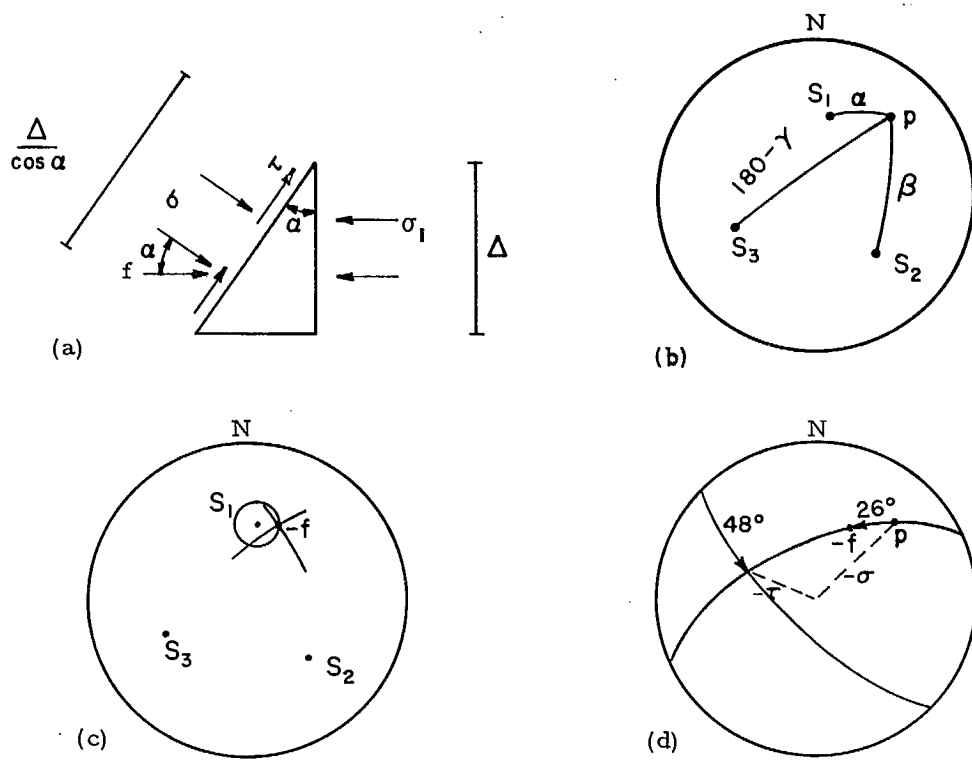 Δ
cos α
σ
τ
α
α
f
σ1
Δ
(a)
N
S1
α
p
180-γ
β
S3
S2
(b)
N
S1
-f
S3
S2
(c)
N
48°
26°
-f
p
-τ
-σ
(d)